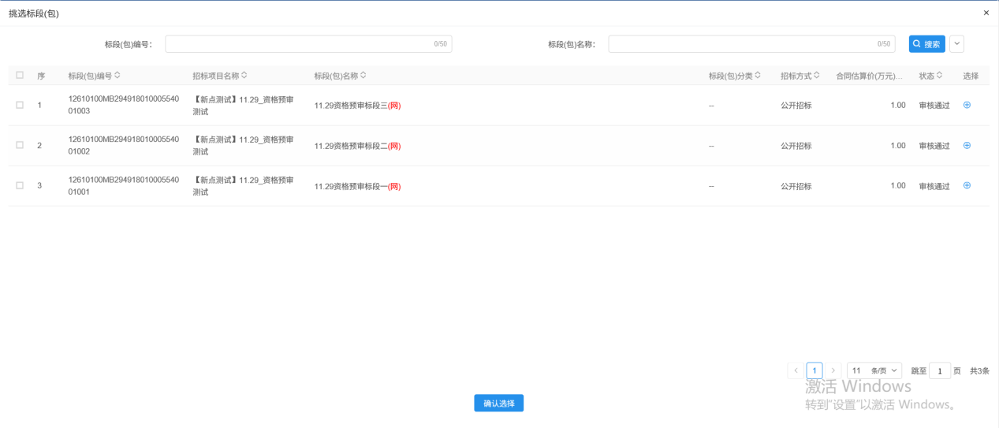 挑选标段(包) ×
标段(包)编号: 0/50 标段(包)名称: 0/50 搜索
序 标段(包)编号 招标项目名称 标段(包)名称 标段(包)分类 招标方式 合同估算价(万元)... 状态 选择
1 12610100MB29491801000554001003 【新点测试】11.29_资格预审测试 11.29资格预审标段三(网) -- 公开招标 1.00 审核通过
2 12610100MB29491801000554001002 【新点测试】11.29_资格预审测试 11.29资格预审标段二(网) -- 公开招标 1.00 审核通过
3 12610100MB29491801000554001001 【新点测试】11.29_资格预审测试 11.29资格预审标段一(网) -- 公开招标 1.00 审核通过
1 11 条/页 跳至 1 页 共3条
激活 Windows
转到"设置"以激活 Windows。
确认选择